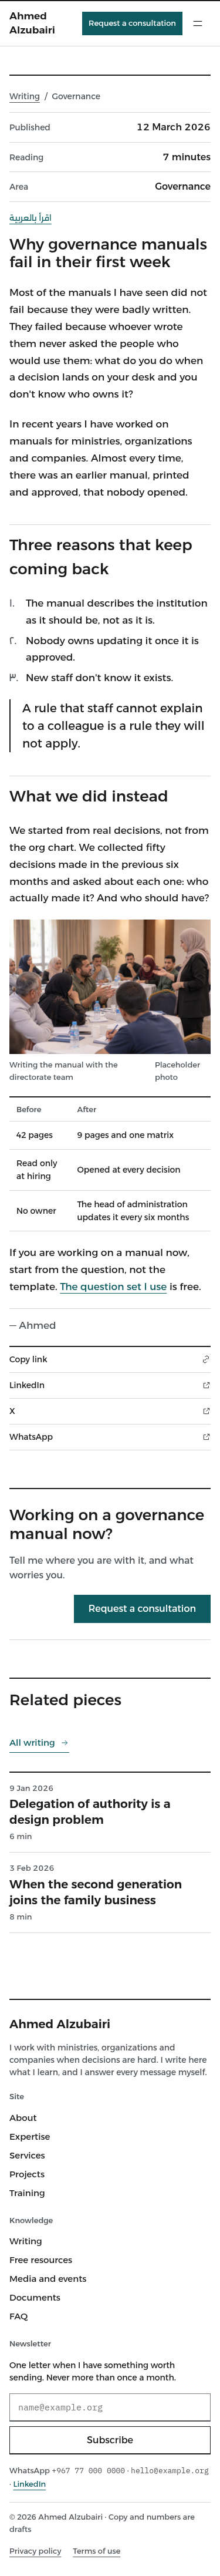 Ahmed
Alzubairi
Request a consultation
Writing / Governance
Published 12 March 2026
Reading 7 minutes
Area Governance
اقرأ بالعربية
Why governance manuals
fail in their first week
Most of the manuals I have seen did not
fail because they were badly written.
They failed because whoever wrote
them never asked the people who
would use them: what do you do when
a decision lands on your desk and you
don't know who owns it?
In recent years I have worked on
manuals for ministries, organizations
and companies. Almost every time,
there was an earlier manual, printed
and approved, that nobody opened.
Three reasons that keep
coming back
١. The manual describes the institution
as it should be, not as it is.
٢. Nobody owns updating it once it is
approved.
٣. New staff don't know it exists.
A rule that staff cannot explain
to a colleague is a rule they will
not apply.
What we did instead
We started from real decisions, not from
the org chart. We collected fifty
decisions made in the previous six
months and asked about each one: who
actually made it? And who should have?
Writing the manual with the
directorate team
Placeholder
photo
Before After
42 pages 9 pages and one matrix
Read only
at hiring
Opened at every decision
No owner
The head of administration
updates it every six months
If you are working on a manual now,
start from the question, not the
template. The question set I use is free.
— Ahmed
Copy link
LinkedIn
X
WhatsApp
Working on a governance
manual now?
Tell me where you are with it, and what
worries you.
Request a consultation
Related pieces
All writing →
9 Jan 2026
Delegation of authority is a
design problem
6 min
3 Feb 2026
When the second generation
joins the family business
8 min
Ahmed Alzubairi
I work with ministries, organizations and
companies when decisions are hard. I write here
what I learn, and I answer every message myself.
Site
About
Expertise
Services
Projects
Training
Knowledge
Writing
Free resources
Media and events
Documents
FAQ
Newsletter
One letter when I have something worth
sending. Never more than once a month.
name@example.org
Subscribe
WhatsApp +967 77 000 0000 · hello@example.org
· LinkedIn
© 2026 Ahmed Alzubairi · Copy and numbers are
drafts
Privacy policy Terms of use